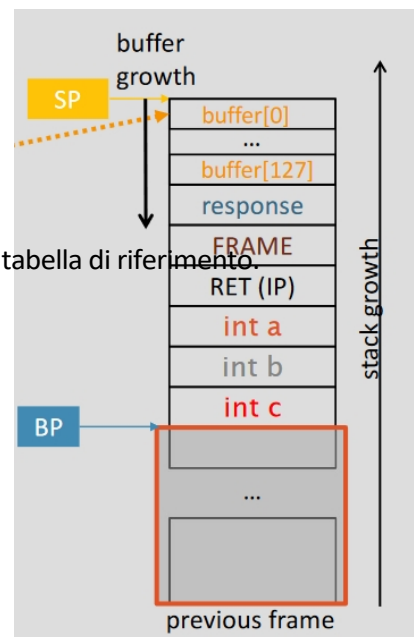 buffer
growth
SP
buffer[0]
...
buffer[127]
response
FRAME
tabella di riferimento.
RET (IP)
int a
int b
int c
BP
...
previous frame
stack growth